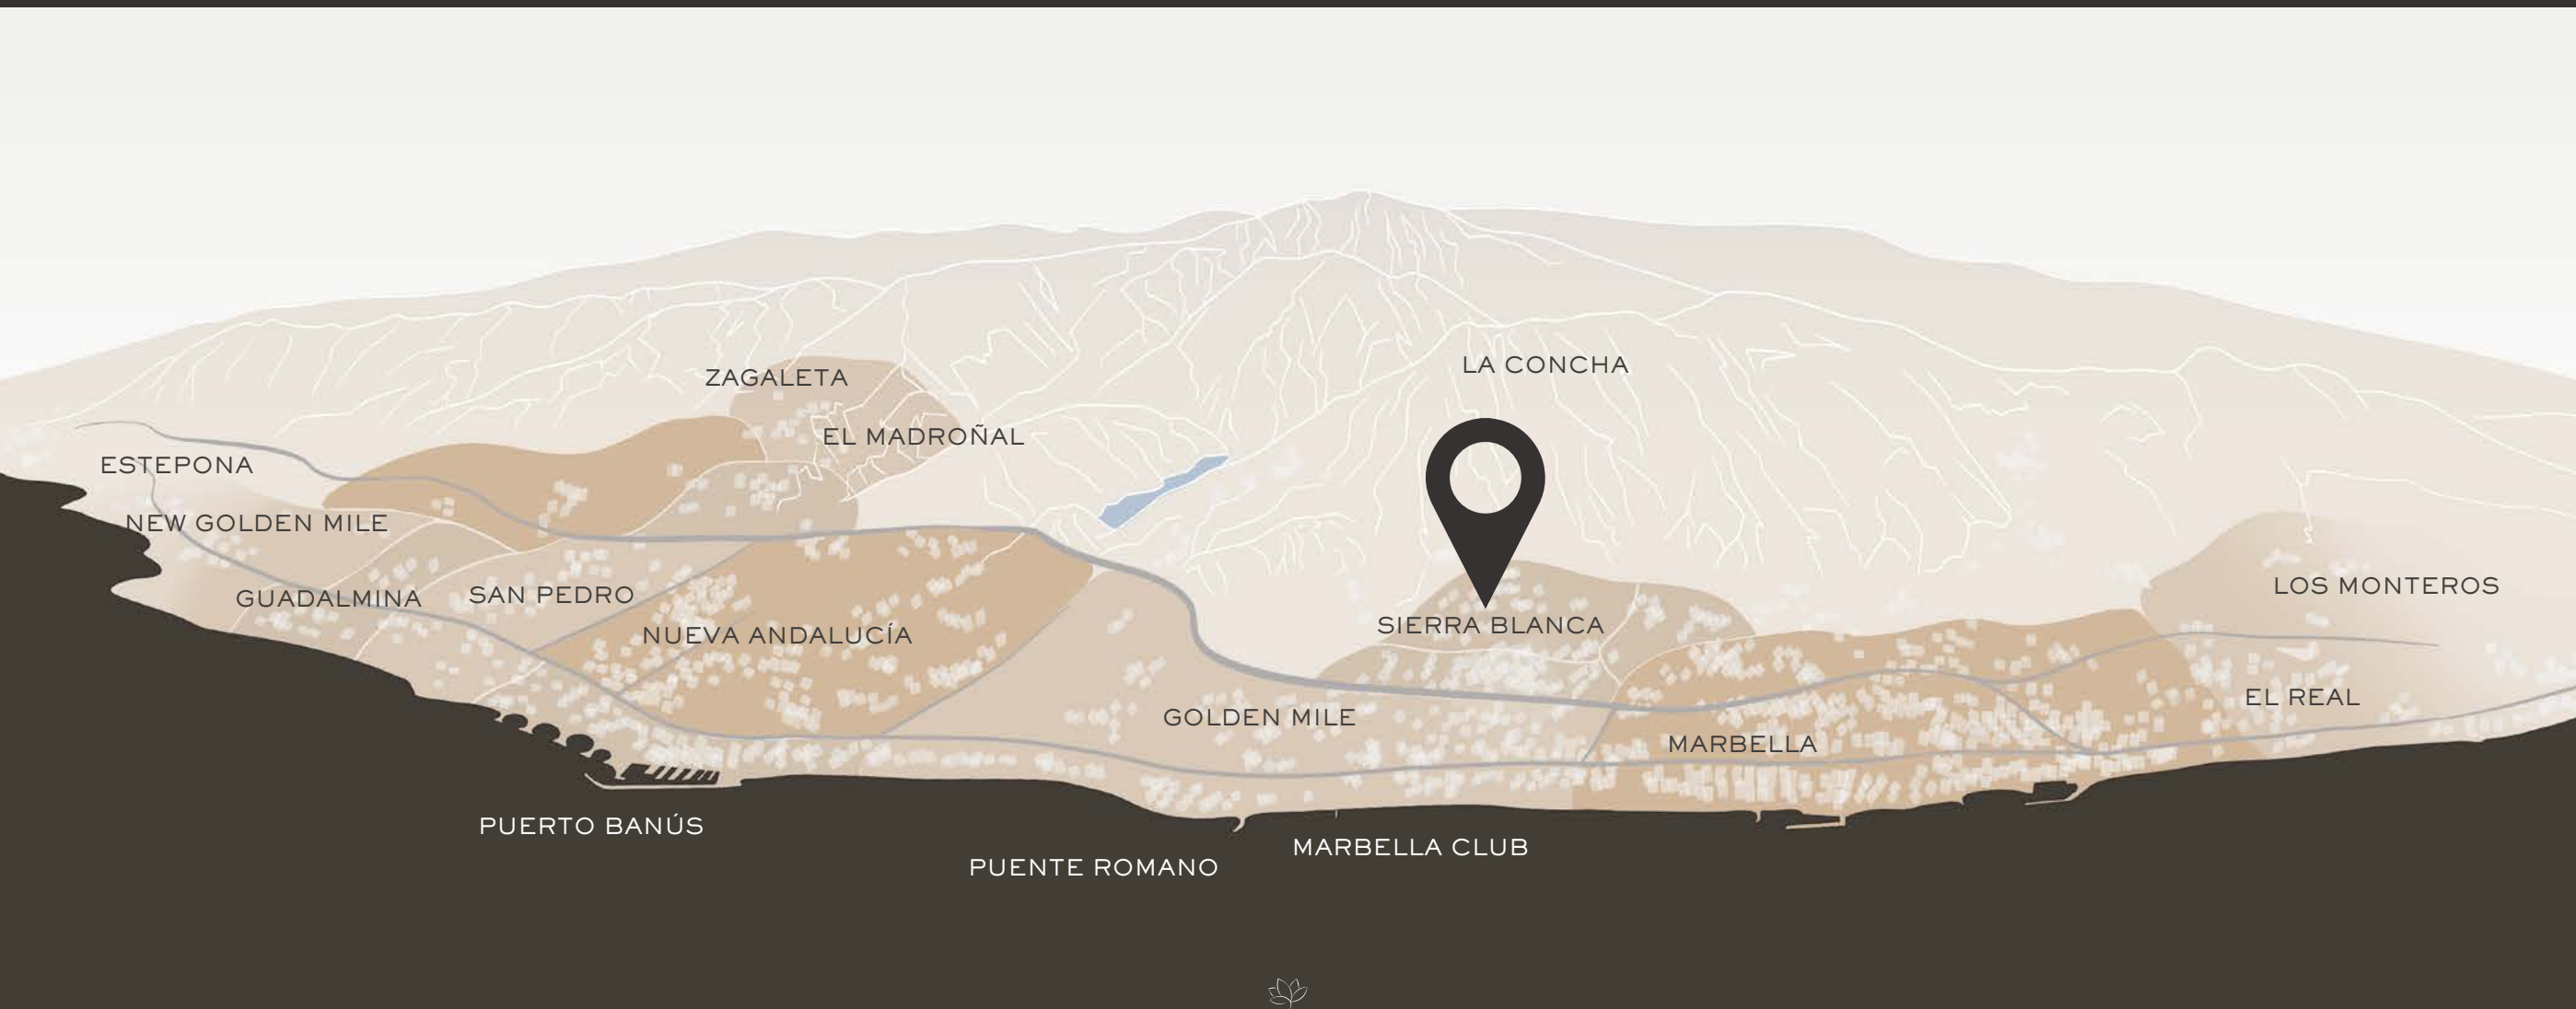 LA CONCHA
ZAGALETA
EL MADROÑAL
ESTEPONA
NEW GOLDEN MILE
LOS MONTEROS
GUADALMINA
SAN PEDRO
SIERRA BLANCA
NUEVA ANDALUCÍA
EL REAL
GOLDEN MILE
MARBELLA
PUERTO BANÚS
MARBELLA CLUB
PUENTE ROMANO